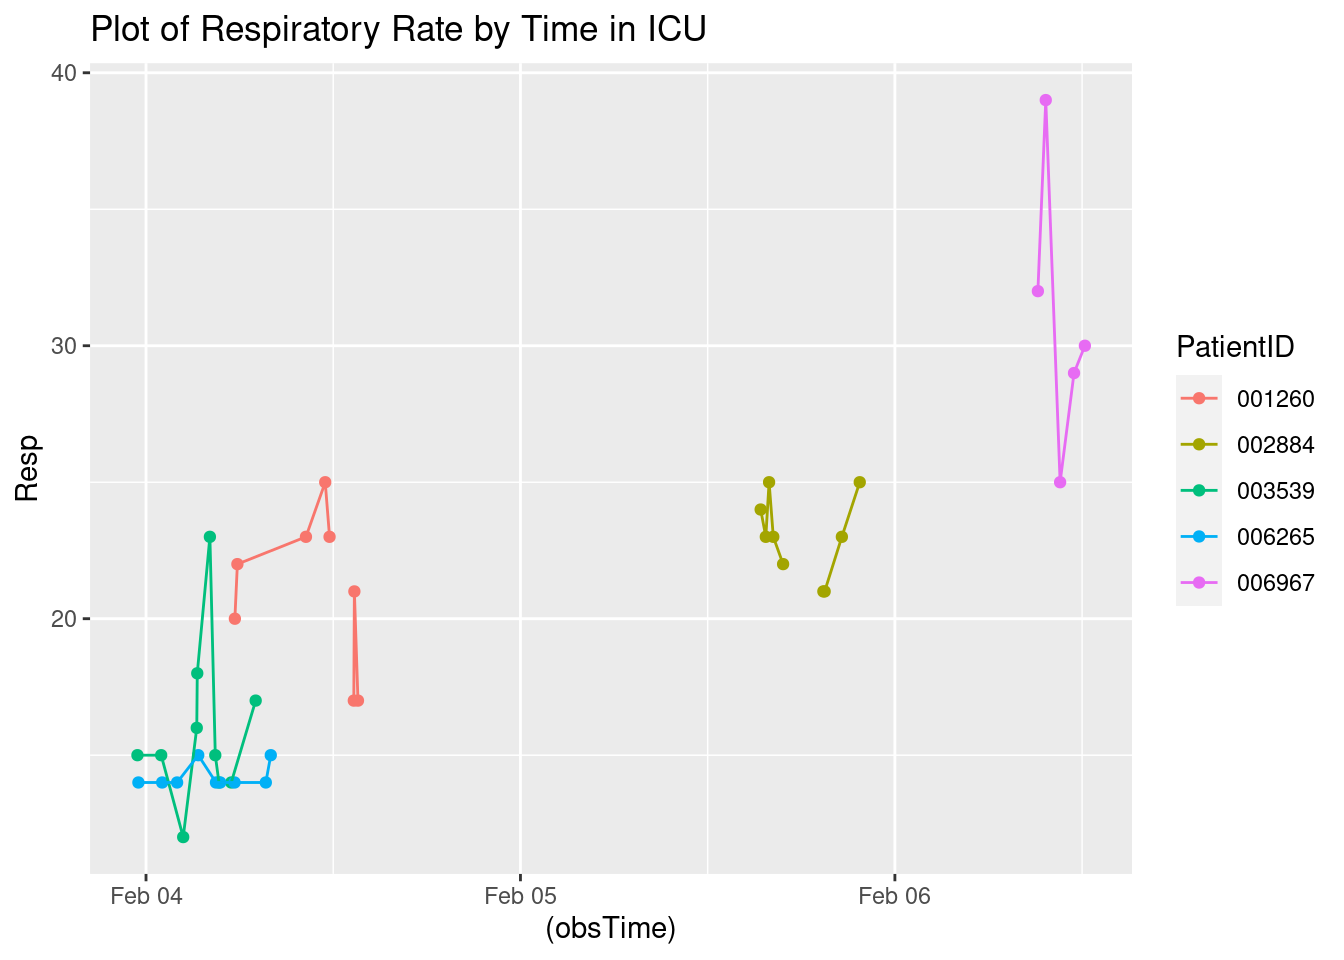 Plot of Respiratory Rate by Time in ICU
40
30
20
Resp
Feb 04
Feb 05
Feb 06
(obsTime)
PatientID
001260
002884
003539
006265
006967